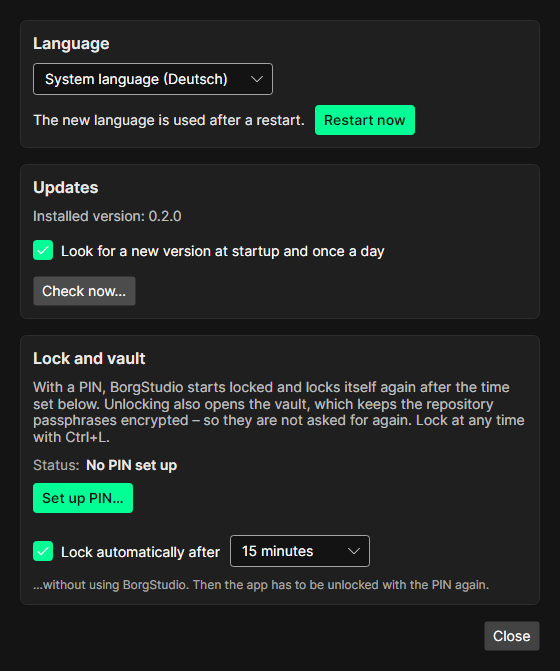 Language
System language (Deutsch)
The new language is used after a restart.
Restart now
Updates
Installed version: 0.2.0
Look for a new version at startup and once a day
Check now...
Lock and vault
With a PIN, BorgStudio starts locked and locks itself again after the time
set below. Unlocking also opens the vault, which keeps the repository
passphrases encrypted – so they are not asked for again. Lock at any time
with Ctrl+L.
Status: No PIN set up
Set up PIN...
Lock automatically after
15 minutes
...without using BorgStudio. Then the app has to be unlocked with the PIN again.
Close